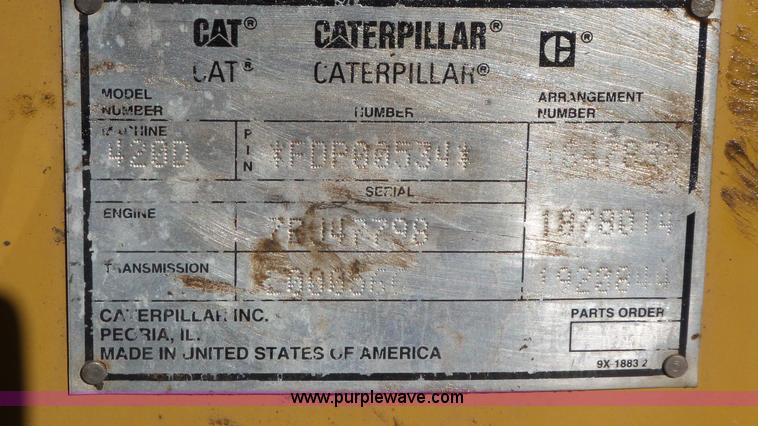 CAT® CATERPILLAR® C®
CAT® CATERPILLAR®
MODEL NUMBER NUMBER ARRANGEMENT NUMBER
MACHINE 420D PIN *FDP00534*
SERIAL
ENGINE 1878014
TRANSMISSION
CATERPILLAR INC.
PEORIA, IL.
MADE IN UNITED STATES OF AMERICA
PARTS ORDER
9X-1883 2
www.purplewave.com